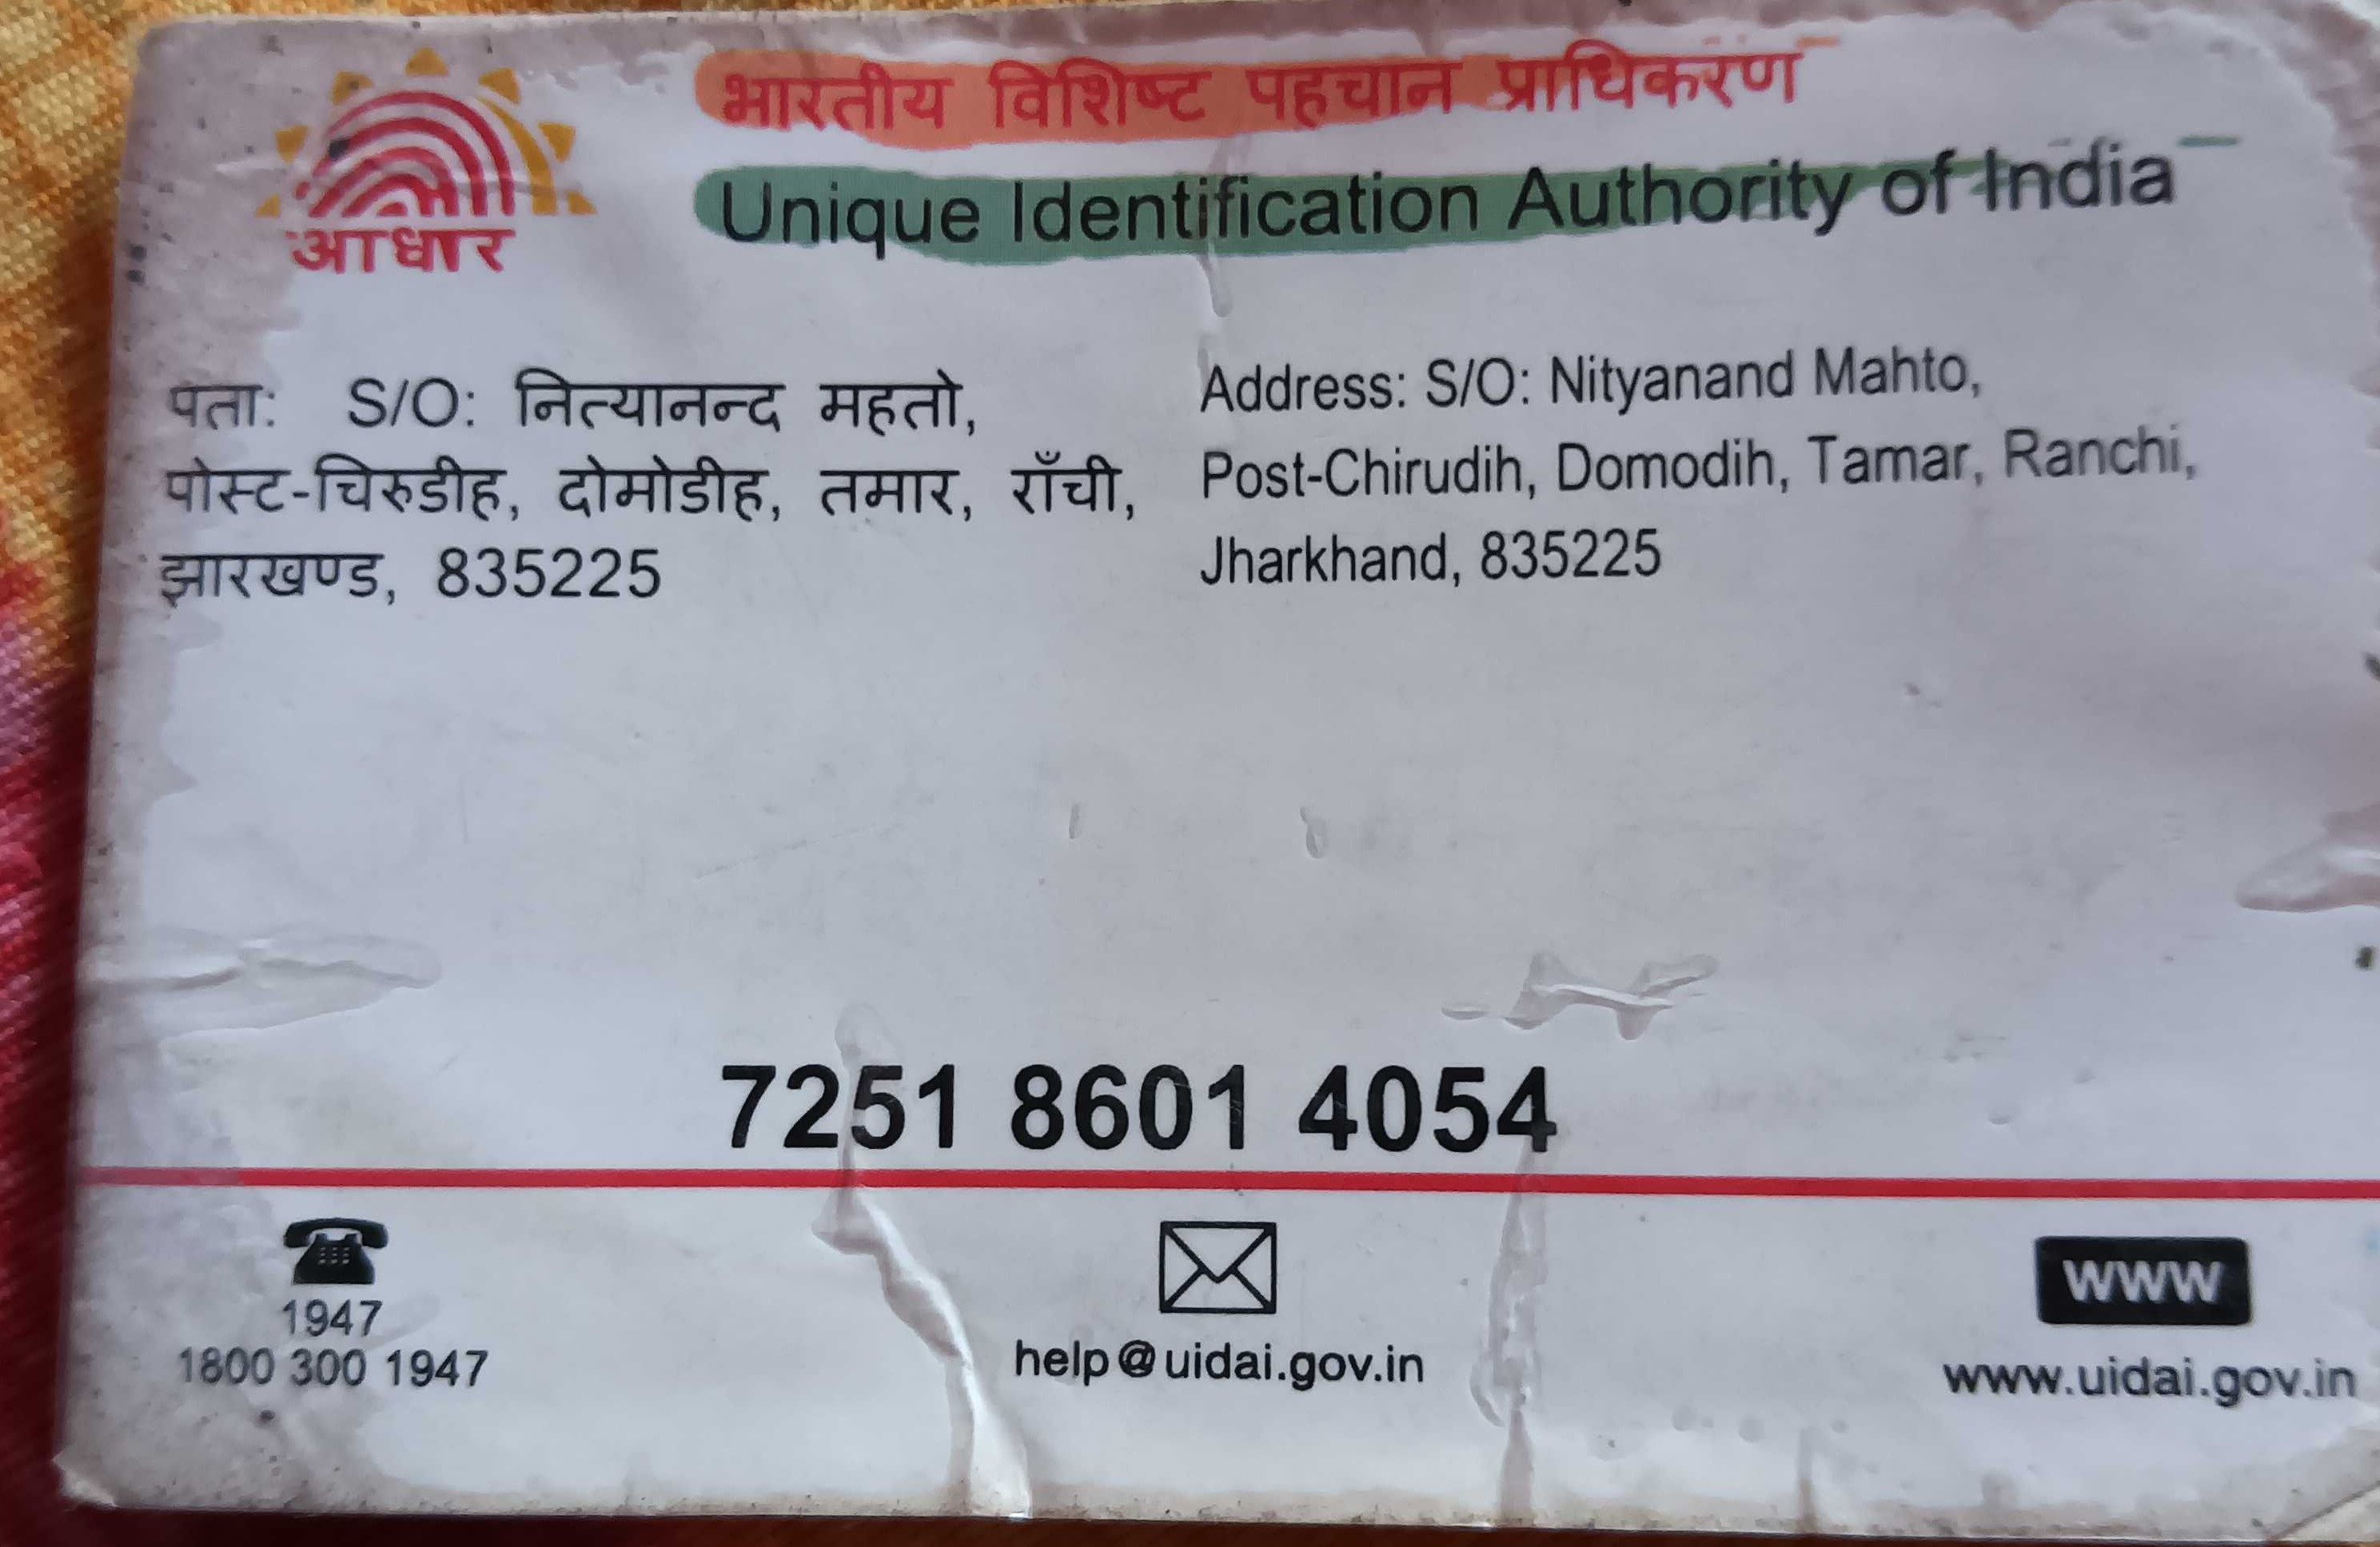 भारतीय विशिष्ट पहचान प्राधिकरण
Unique Identification Authority of India
आधार
पता: S/O: नित्यानन्द महतो,
पोस्ट-चिरुडीह, दोमोडीह, तमार, राँची,
झारखण्ड, 835225
Address: S/O: Nityanand Mahto,
Post-Chirudih, Domodih, Tamar, Ranchi,
Jharkhand, 835225
7251 8601 4054
1947
1800 300 1947
help@uidai.gov.in
www
www.uidai.gov.in